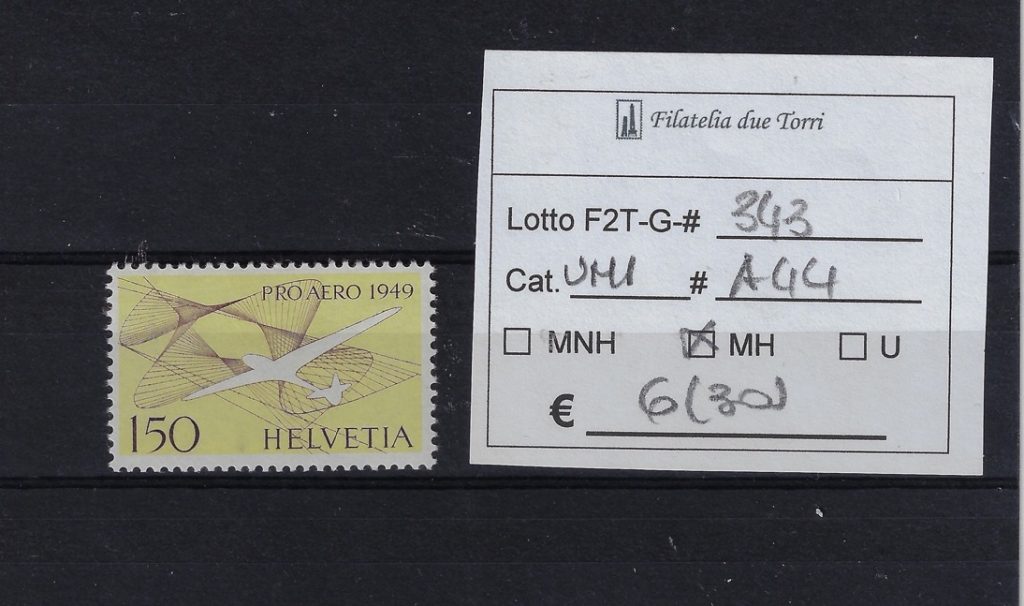 PRO AERO 1949
150 HELVETIA
Filatelia due Torri
Lotto F2T-G-# 343
Cat. UNI # A44
MNH MH U
€ 6(30)